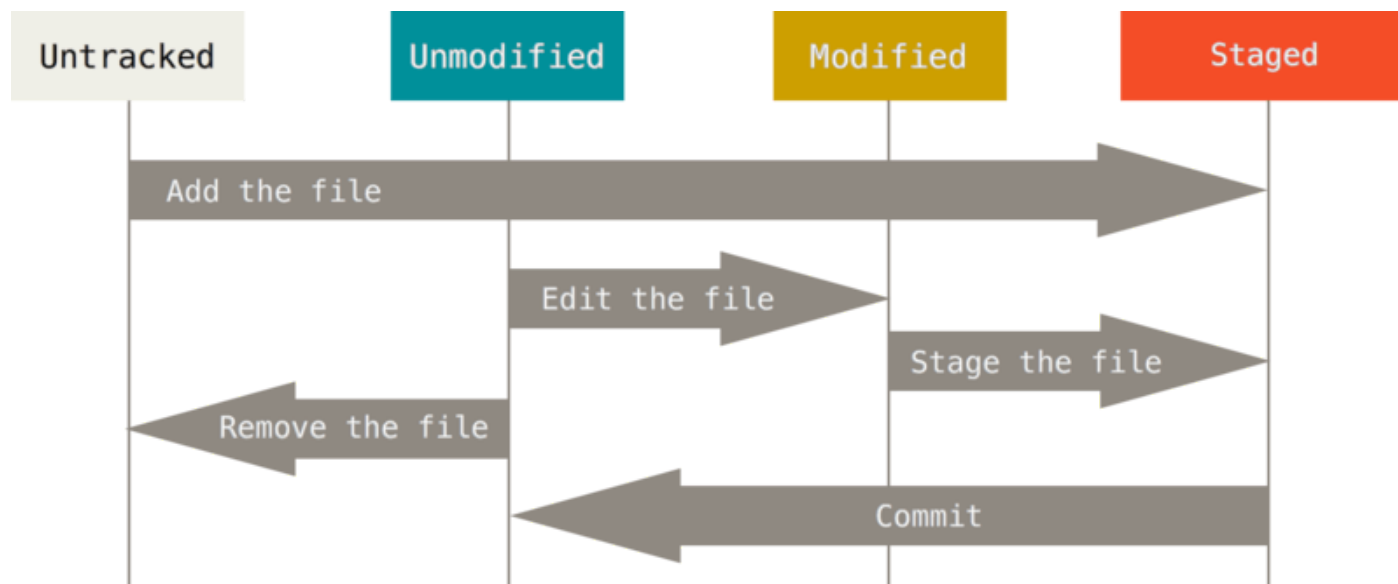 Untracked
Unmodified
Modified
Staged
Add the file
Edit the file
Stage the file
Remove the file
Commit